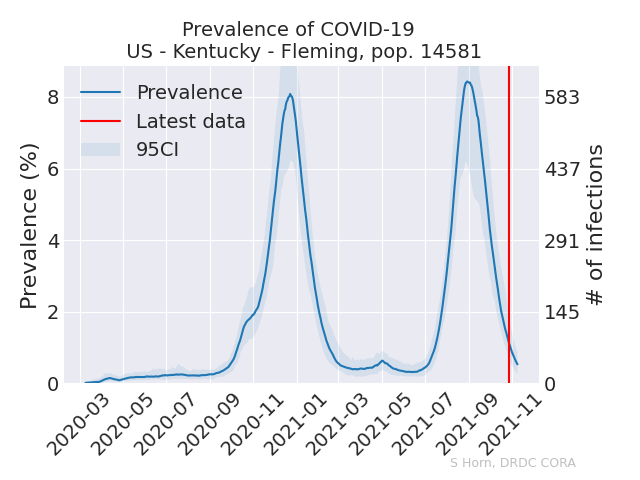 Prevalence of COVID-19
US - Kentucky - Fleming, pop. 14581
Prevalence
Latest data
95CI
Prevalence (%)
8
6
4
2
0
583
437
291
145
0
# of infections
2020-03
2020-05
2020-07
2020-09
2020-11
2021-01
2021-03
2021-05
2021-07
2021-09
2021-11
S Horn, DRDC CORA